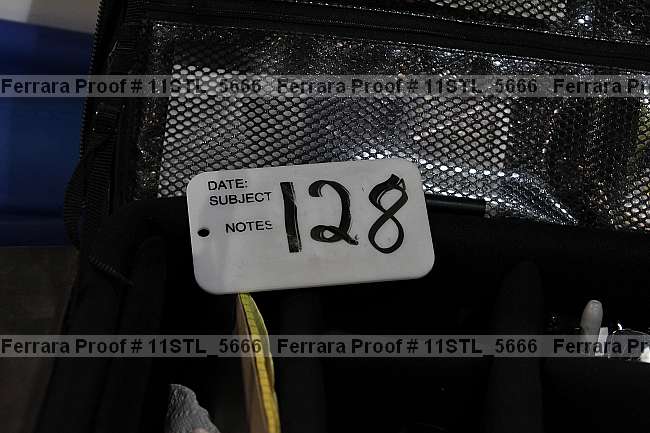 Ferrara Proof # 11STL_5666 Ferrara Proof # 11STL_5666 Ferrara Pr
DATE:
SUBJECT
NOTES
128
Ferrara Proof # 11STL_5666 Ferrara Proof # 11STL_5666 Ferrara Pro